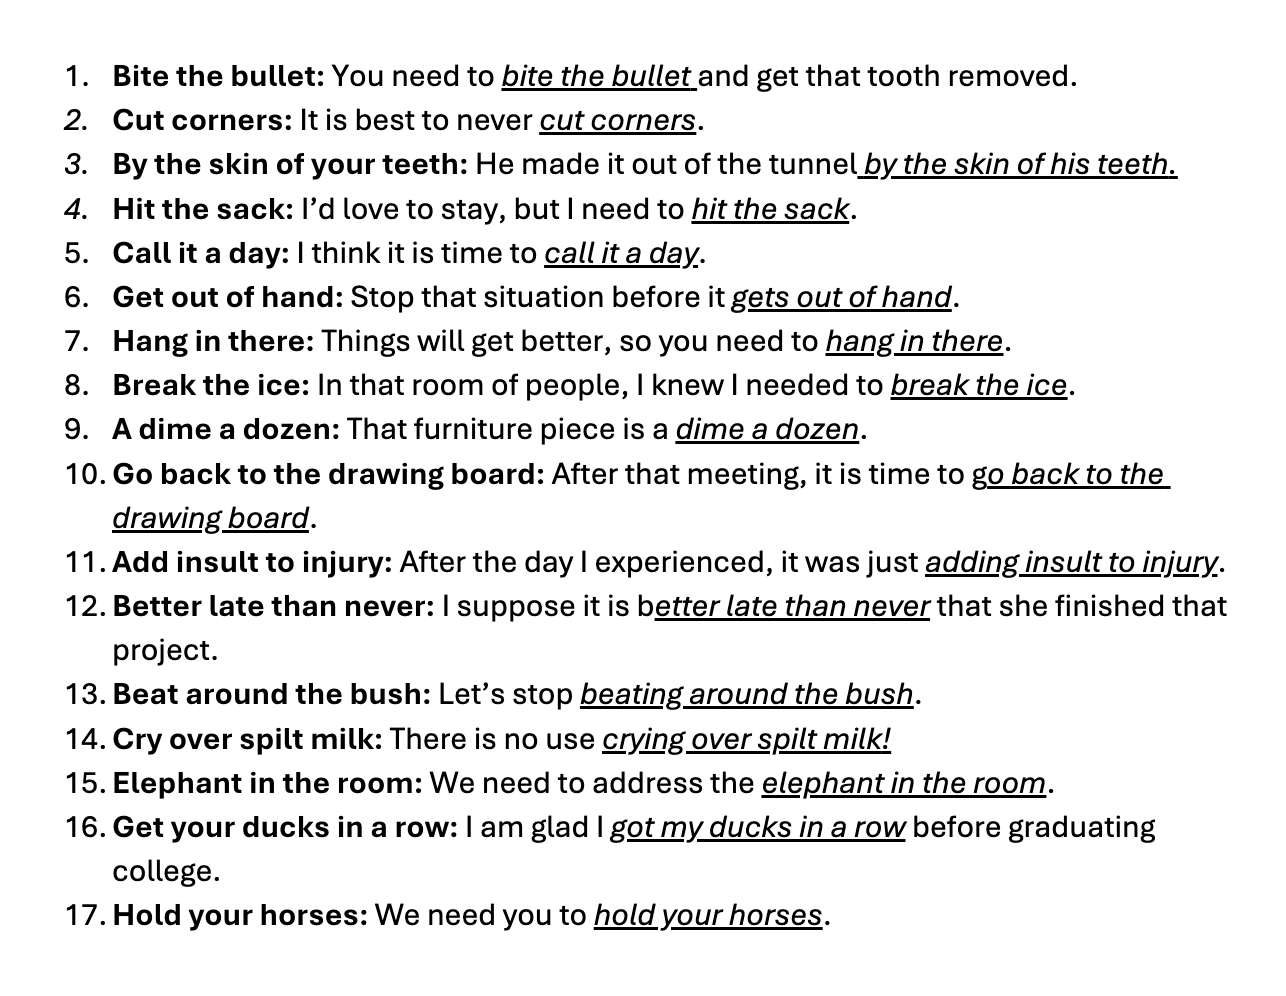 1. Bite the bullet: You need to bite the bullet and get that tooth removed.
2. Cut corners: It is best to never cut corners.
3. By the skin of your teeth: He made it out of the tunnel by the skin of his teeth.
4. Hit the sack: I’d love to stay, but I need to hit the sack.
5. Call it a day: I think it is time to call it a day.
6. Get out of hand: Stop that situation before it gets out of hand.
7. Hang in there: Things will get better, so you need to hang in there.
8. Break the ice: In that room of people, I knew I needed to break the ice.
9. A dime a dozen: That furniture piece is a dime a dozen.
10. Go back to the drawing board: After that meeting, it is time to go back to the
drawing board.
11. Add insult to injury: After the day I experienced, it was just adding insult to injury.
12. Better late than never: I suppose it is better late than never that she finished that
project.
13. Beat around the bush: Let’s stop beating around the bush.
14. Cry over spilt milk: There is no use crying over spilt milk!
15. Elephant in the room: We need to address the elephant in the room.
16. Get your ducks in a row: I am glad I got my ducks in a row before graduating
college.
17. Hold your horses: We need you to hold your horses.